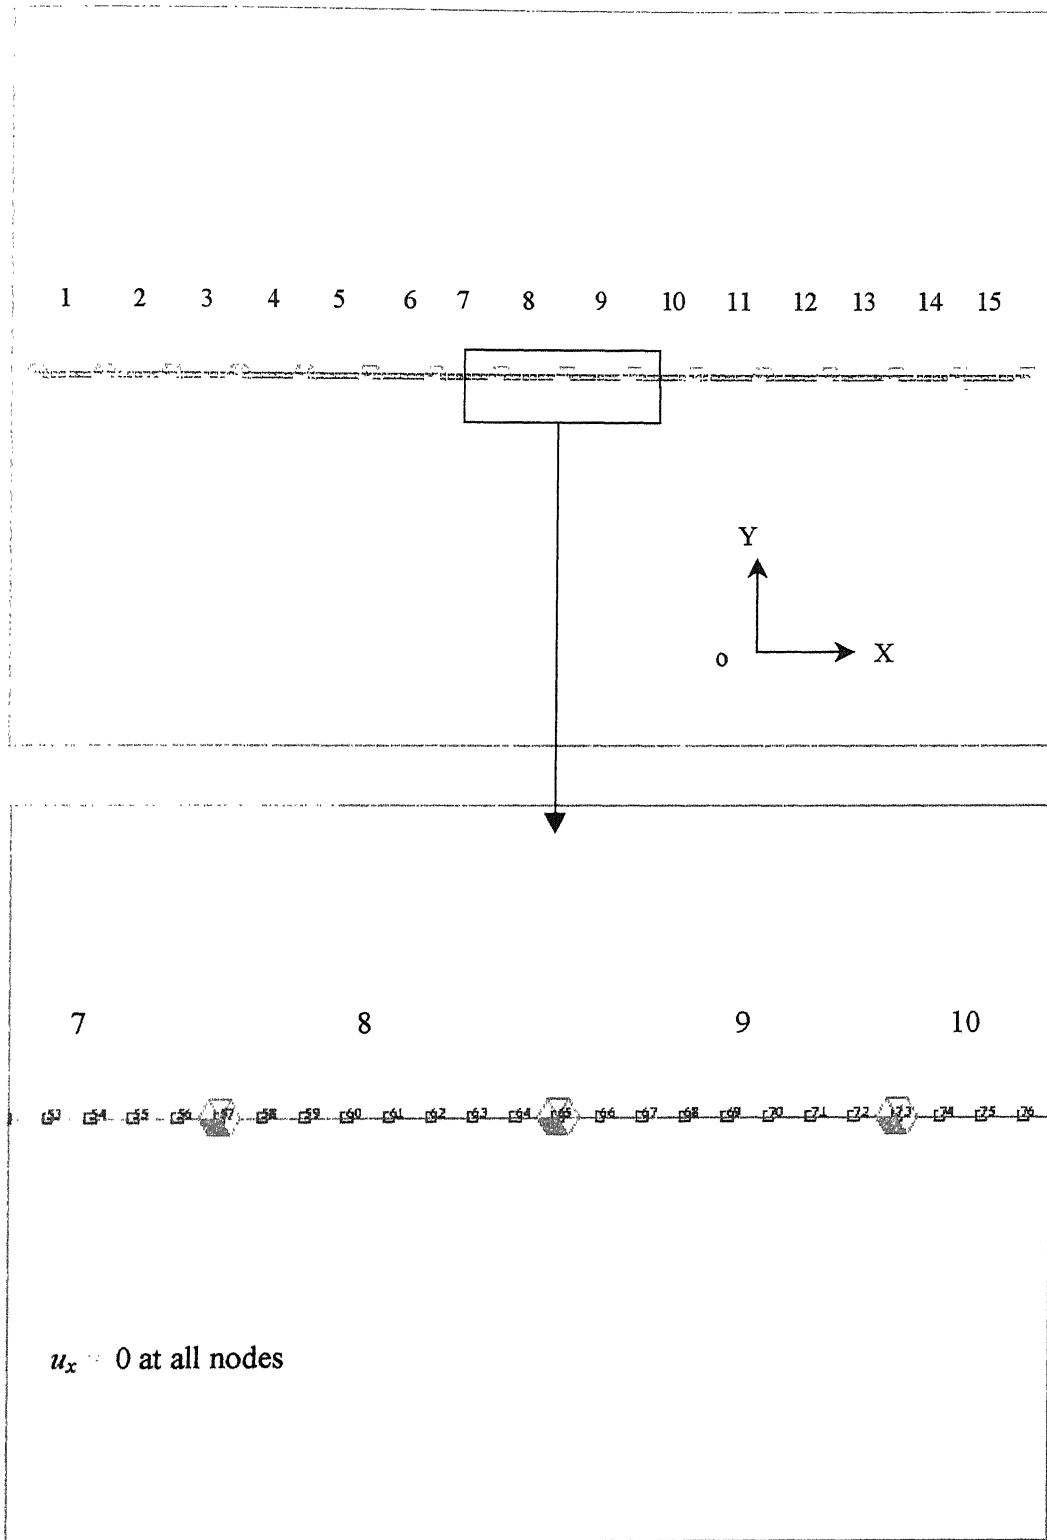 1 2 3 4 5 6 7 8 9 10 11 12 13 14 15
Y
o X
7 8 9 10
53 54 55 56 57 58 59 60 61 62 63 64 65 66 67 68 69 70 71 72 73 74 75 76
u_x = 0 at all nodes